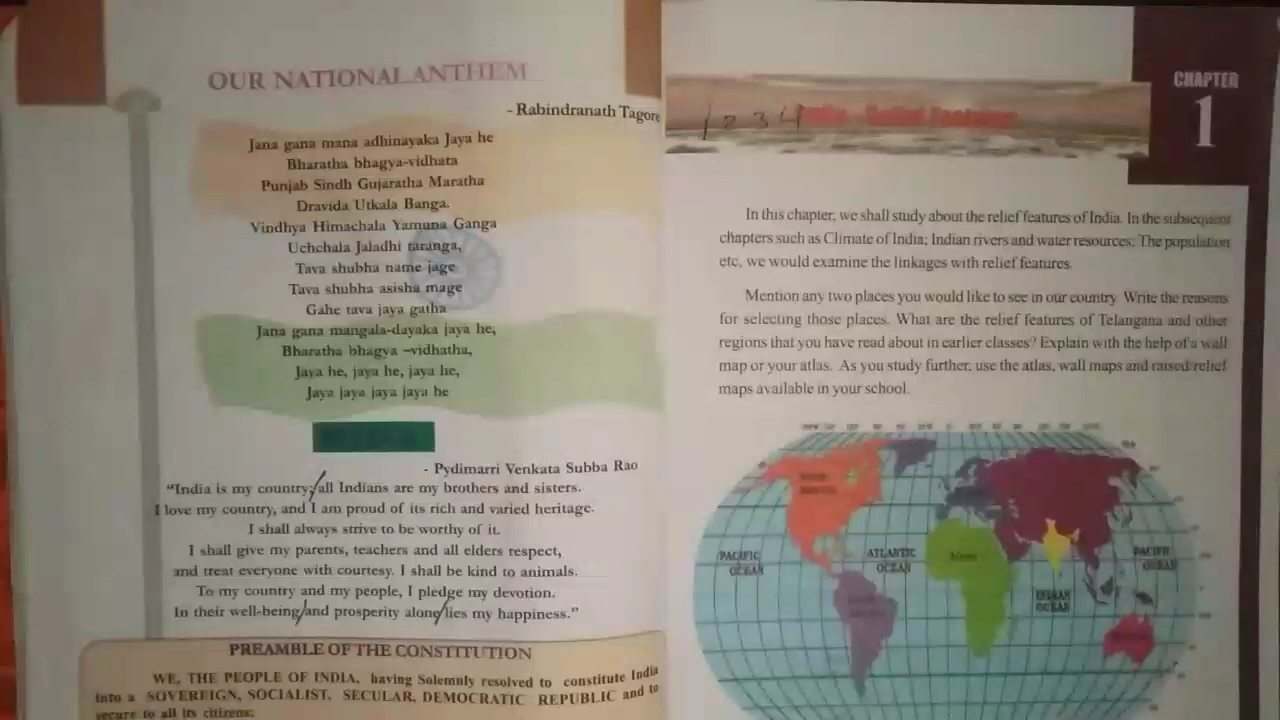 OUR NATIONAL ANTHEM
- Rabindranath Tagore
Jana gana mana adhinayaka Jaya he
Bharatha bhagya-vidhata
Punjab Sindh Gujaratha Maratha
Dravida Utkala Banga.
Vindhya Himachala Yamuna Ganga
Uchchala Jaladhi taranga,
Tava shubha name jage
Tava shubha asisha mage
Gahe tava jaya gatha
Jana gana mangala-dayaka jaya he,
Bharatha bhagya –vidhatha,
Jaya he, jaya he, jaya he,
Jaya jaya jaya jaya he
- Pydimarri Venkata Subba Rao
“India is my country; all Indians are my brothers and sisters.
I love my country, and I am proud of its rich and varied heritage.
I shall always strive to be worthy of it.
I shall give my parents, teachers and all elders respect,
and treat everyone with courtesy. I shall be kind to animals.
To my country and my people, I pledge my devotion.
In their well-being and prosperity alone lies my happiness.”
PREAMBLE OF THE CONSTITUTION
WE, THE PEOPLE OF INDIA, having Solemnly resolved to constitute India
into a SOVEREIGN, SOCIALIST, SECULAR, DEMOCRATIC REPUBLIC and to
secure to all its citizens:
CHAPTER
1
1 2 3 4
India - Relief Features
In this chapter, we shall study about the relief features of India. In the subsequent
chapters such as Climate of India; Indian rivers and water resources; The population
etc, we would examine the linkages with relief features.
Mention any two places you would like to see in our country. Write the reasons
for selecting those places. What are the relief features of Telangana and other
regions that you have read about in earlier classes? Explain with the help of a wall
map or your atlas. As you study further, use the atlas, wall maps and raised relief
maps available in your school.
PACIFIC
OCEAN
ATLANTIC
OCEAN
Africa
INDIAN
OCEAN
PACIFIC
OCEAN